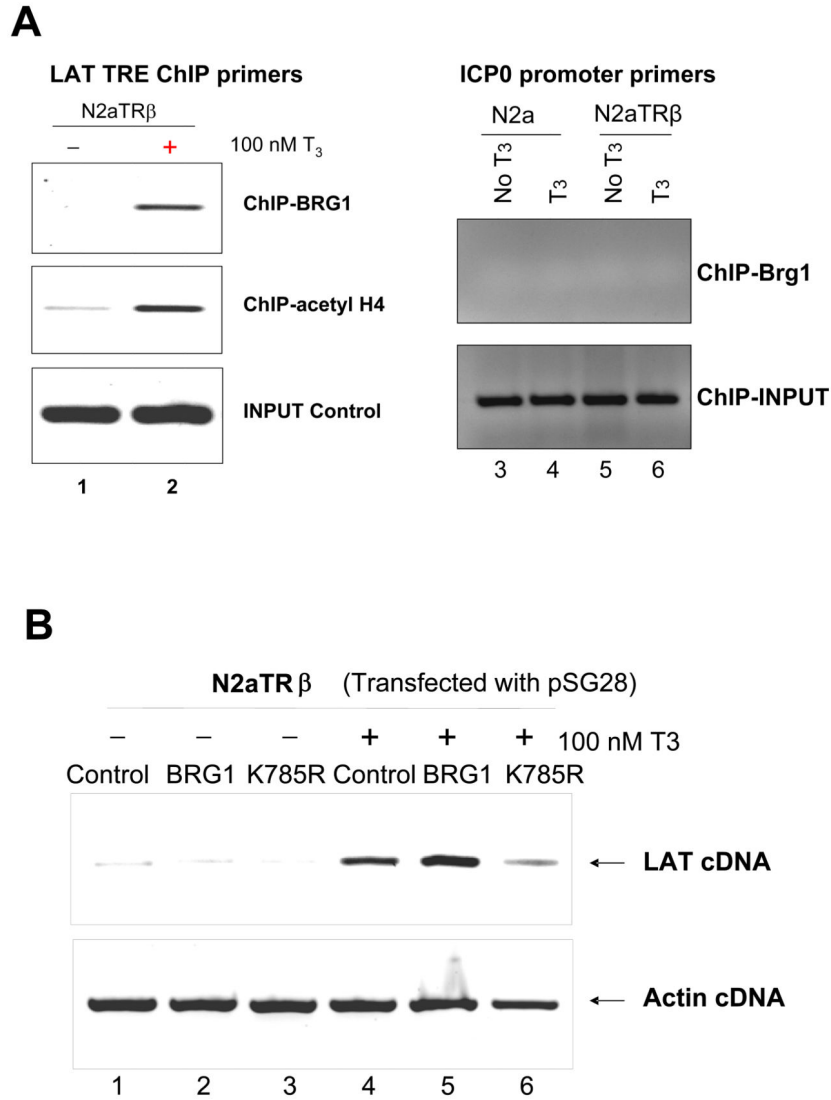 A
LAT TRE ChIP primers
N2aTRβ
– + 100 nM T3
ChIP-BRG1
ChIP-acetyl H4
INPUT Control
1 2
ICP0 promoter primers
N2a N2aTRβ
No T3 T3 No T3 T3
ChIP-Brg1
ChIP-INPUT
3 4 5 6
B
N2aTR β (Transfected with pSG28)
– – – + + + 100 nM T3
Control BRG1 K785R Control BRG1 K785R
LAT cDNA
Actin cDNA
1 2 3 4 5 6